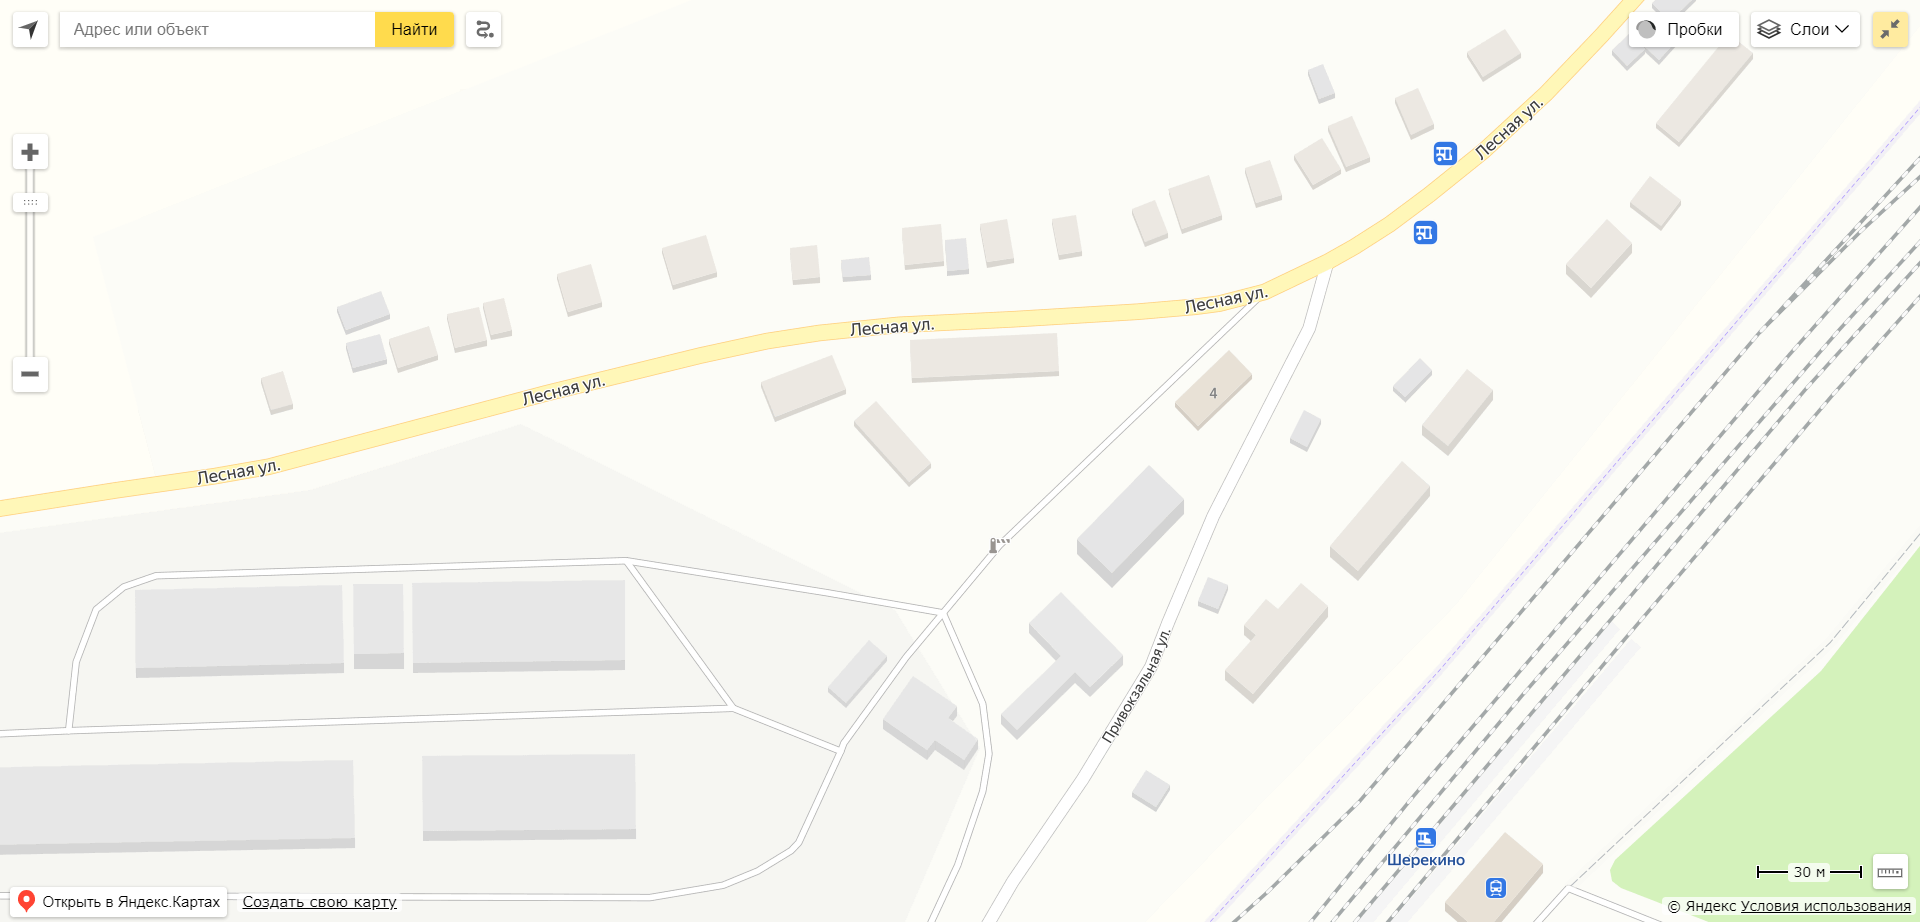 Адрес или объект
Найти
Пробки
Слои
Лесная ул.
Лесная ул.
Лесная ул.
Лесная ул.
Лесная ул.
4
Привокзальная ул.
Шерекино
30 м
Открыть в Яндекс.Картах
Создать свою карту
© Яндекс Условия использования